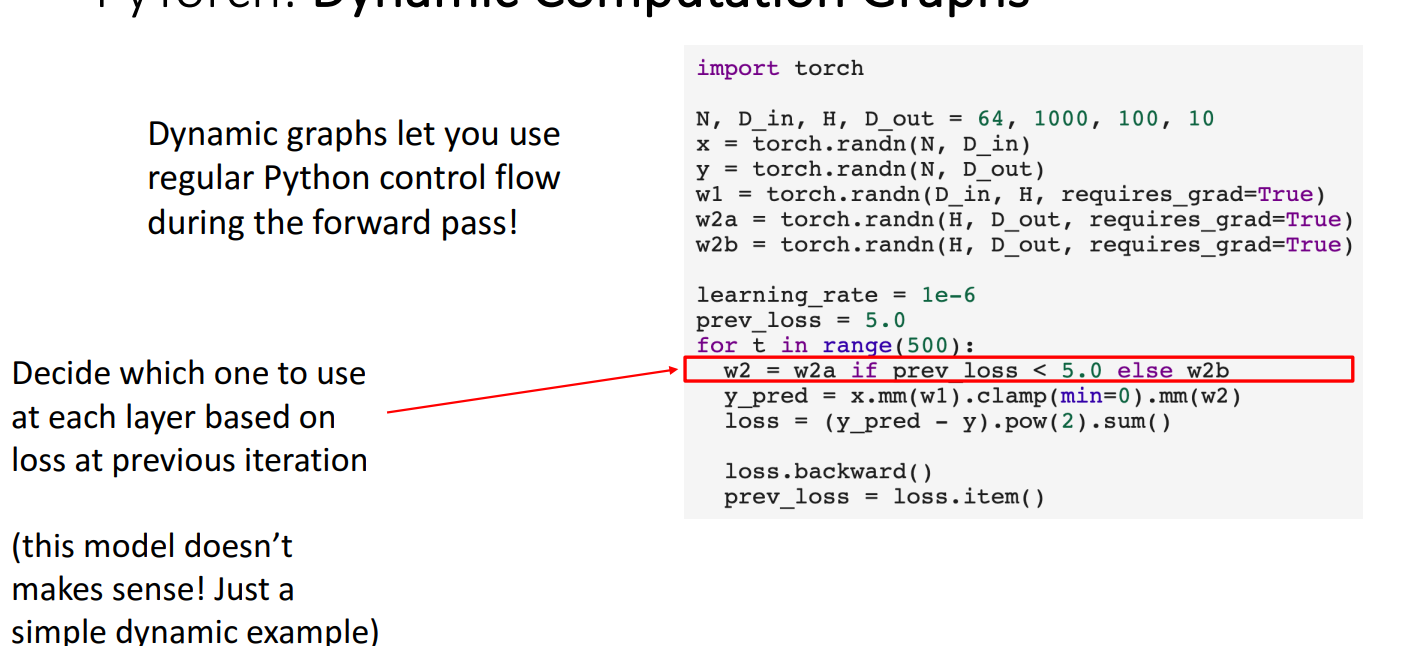 PyTorch: Dynamic Computation Graphs
Dynamic graphs let you use
regular Python control flow
during the forward pass!
Decide which one to use
at each layer based on
loss at previous iteration
(this model doesn’t
makes sense! Just a
simple dynamic example)
import torch
N, D_in, H, D_out = 64, 1000, 100, 10
x = torch.randn(N, D_in)
y = torch.randn(N, D_out)
w1 = torch.randn(D_in, H, requires_grad=True)
w2a = torch.randn(H, D_out, requires_grad=True)
w2b = torch.randn(H, D_out, requires_grad=True)
learning_rate = 1e-6
prev_loss = 5.0
for t in range(500):
w2 = w2a if prev_loss < 5.0 else w2b
y_pred = x.mm(w1).clamp(min=0).mm(w2)
loss = (y_pred - y).pow(2).sum()
loss.backward()
prev_loss = loss.item()